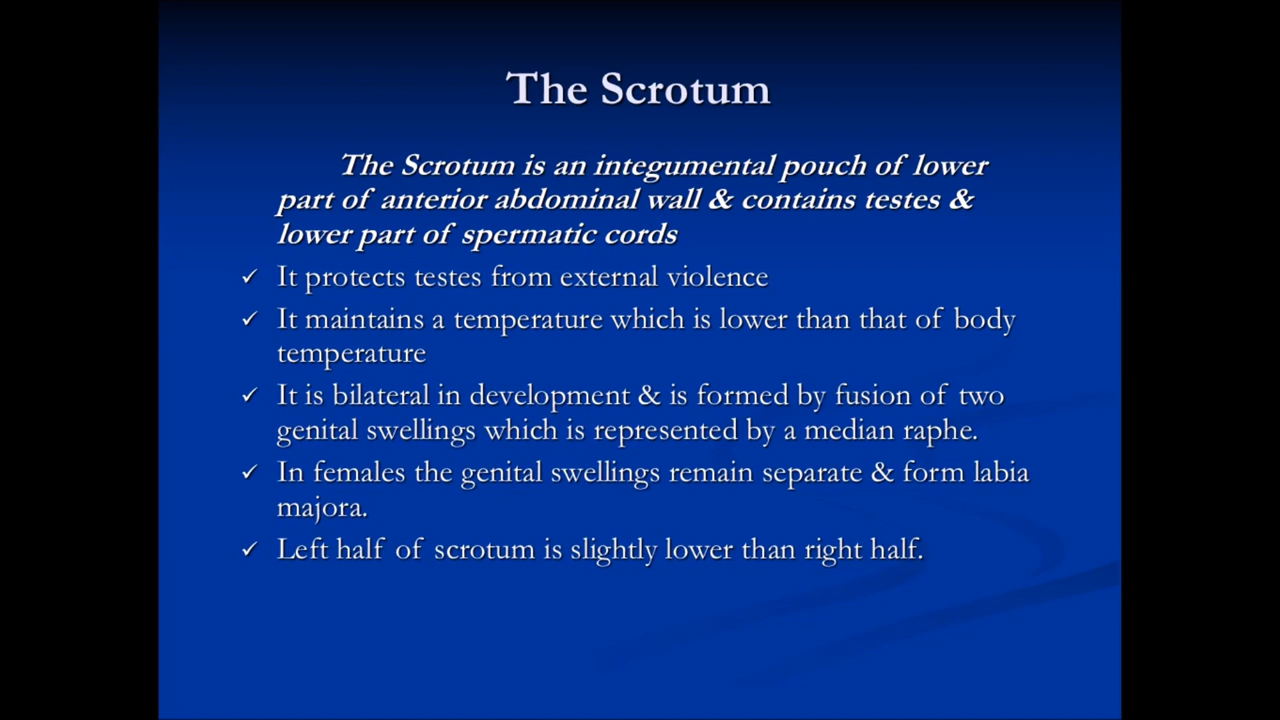 The Scrotum
The Scrotum is an integumental pouch of lower
part of anterior abdominal wall & contains testes &
lower part of spermatic cords
✓ It protects testes from external violence
✓ It maintains a temperature which is lower than that of body
temperature
✓ It is bilateral in development & is formed by fusion of two
genital swellings which is represented by a median raphe.
✓ In females the genital swellings remain separate & form labia
majora.
✓ Left half of scrotum is slightly lower than right half.